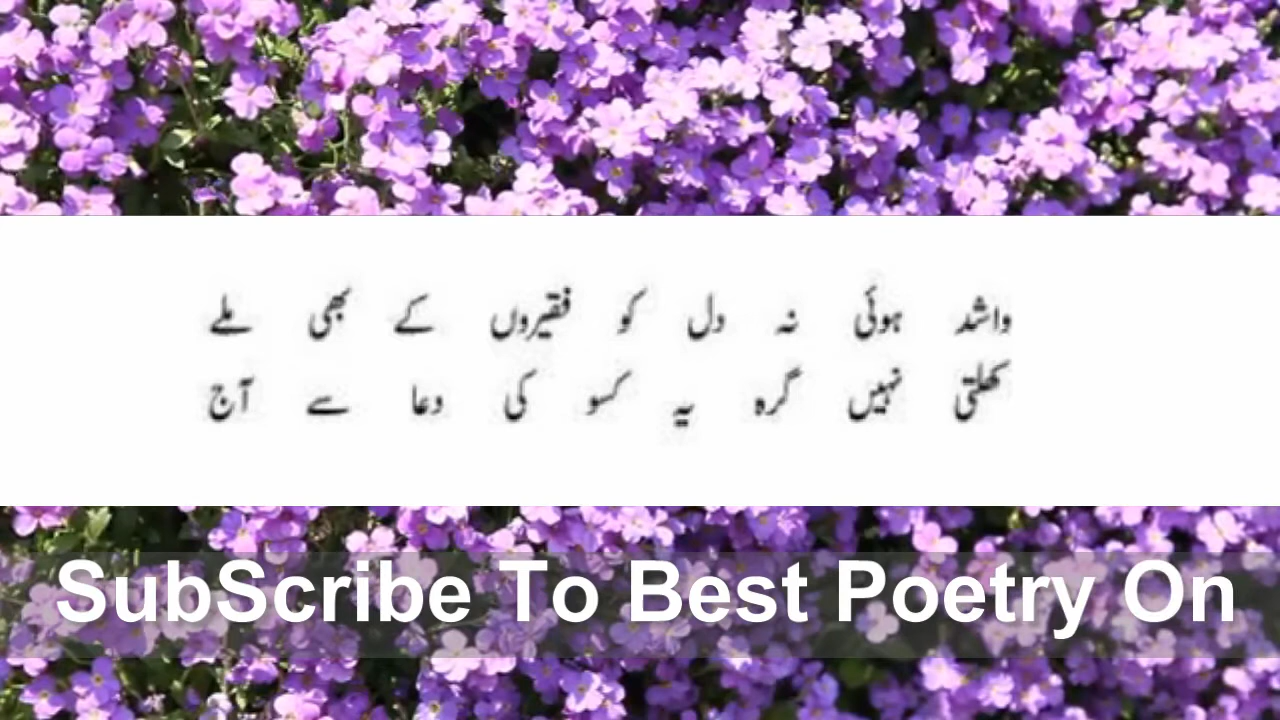 واشد ہوئی نہ دل کو فقیروں کے بھی ملے
کھلتی نہیں گرہ یہ کسو کی دعا سے آج
SubScribe To Best Poetry On